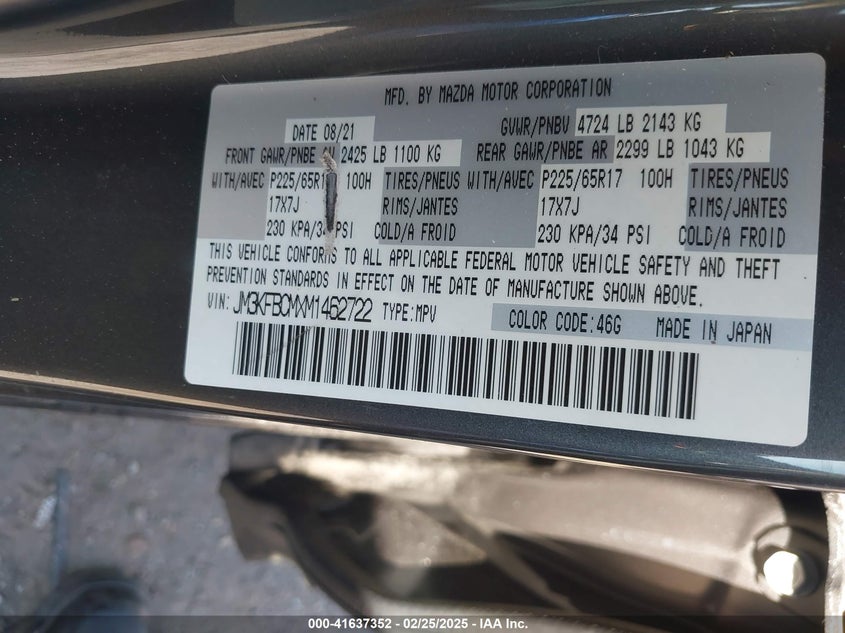 MFD. BY MAZDA MOTOR CORPORATION
DATE 08/21 GVWR/PNBV 4724 LB 2143 KG
FRONT GAWR/PNBE AV 2425 LB 1100 KG REAR GAWR/PNBE AR 2299 LB 1043 KG
WITH/AVEC P225/65R17 100H TIRES/PNEUS WITH/AVEC P225/65R17 100H TIRES/PNEUS
17X7J RIMS/JANTES 17X7J RIMS/JANTES
230 KPA/34 PSI COLD/A FROID 230 KPA/34 PSI COLD/A FROID
THIS VEHICLE CONFORMS TO ALL APPLICABLE FEDERAL MOTOR VEHICLE SAFETY AND THEFT
PREVENTION STANDARDS IN EFFECT ON THE DATE OF MANUFACTURE SHOWN ABOVE.
VIN: JM3KFBCMXM1452722 TYPE:MPV COLOR CODE:46G MADE IN JAPAN
000-41637352 — 02/25/2025 — IAA Inc.